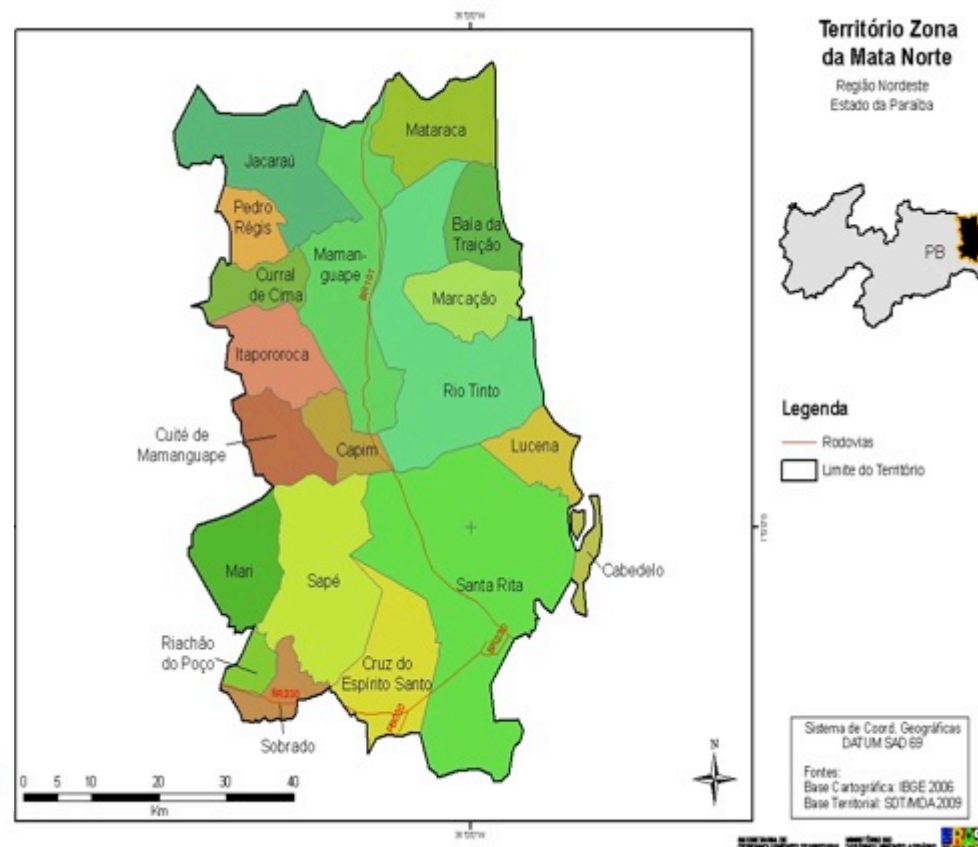 Território Zona
da Mata Norte
Região Nordeste
Estado da Paraíba
Mataraca
Jacaraú
Pedro
Régis
Baía da
Traição
Maman-
guape
BR101
Curral
de Cima
Marcação
PB
Itapororoca
Rio Tinto
Legenda
Rodovias
Limite do Território
Cuité de
Mamanguape
Capim
Lucena
Mari
Sapé
Santa Rita
Cabedelo
Riachão
do Poço
Cruz do
Espírito Santo
BR230
BR230
Sobrado
N
0 5 10 20 30 40
Km
Sistema de Coord. Geográficas
DATUM SAD 69
Fontes:
Base Cartográfica: IBGE 2006
Base Territorial: SDT/MDA 2009